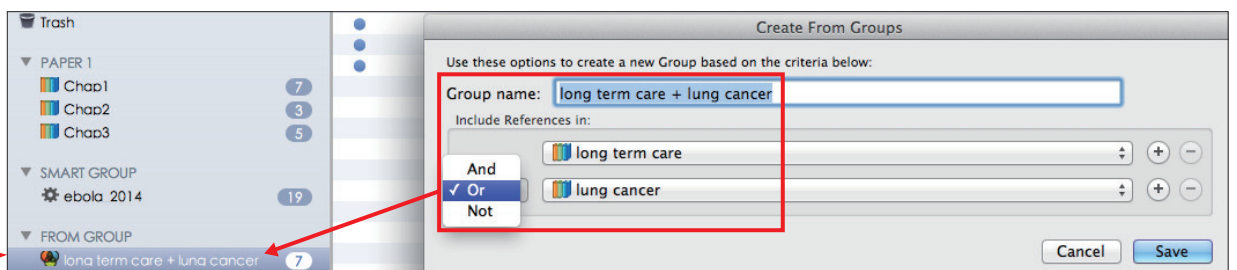 Trash
PAPER 1
Chap1 7
Chap2 3
Chap3 5
SMART GROUP
ebola 2014 19
FROM GROUP
long term care + lung cancer 7
Create From Groups
Use these options to create a new Group based on the criteria below:
Group name: long term care + lung cancer
Include References in:
long term care
And
✓ Or
Not
lung cancer
Cancel Save